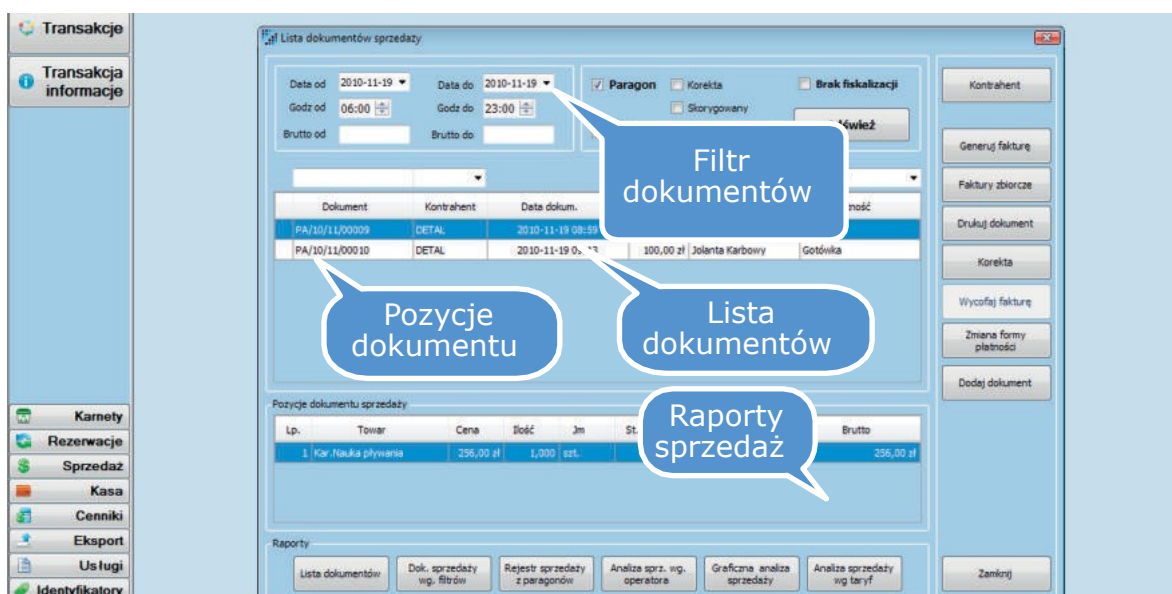 Transakcje
Transakcja
informacje
Karnety
Rezerwacje
Sprzedaż
Kasa
Cenniki
Eksport
Usługi
Identyfikatory
Lista dokumentów sprzedaży
Data od 2010-11-19 Data do 2010-11-19
Godz od 06:00 Godz do 23:00
Brutto od Brutto do
Paragon Korekta Brak fiskalizacji
Skorygowany
Filtr
dokumentów
Dokument Kontrahent Data dokum.
PA/10/11/00009 DETAL 2010-11-19 08:59
PA/10/11/00010 DETAL 2010-11-19 100,00 zł Jolanta Karbowy Gotówka
Pozycje
dokumentu
Lista
dokumentów
Pozycje dokumentu sprzedaży
Lp. Towar Cena Ilość Jm St. Brutto
1 Kar.Nauka pływania 256,00 zł 1,000 szt. 256,00 zł
Raporty
sprzedaż
Raporty
Lista dokumentów
Dok. sprzedaży
wg. filtrów
Rejestr sprzedaży
z paragonów
Analiza sprz. wg.
operatora
Graficzna analiza
sprzedaży
Analiza sprzedaży
wg taryf
Kontrahent
Generuj fakturę
Faktury zbiorcze
Drukuj dokument
Korekta
Wycofaj fakturę
Zmiana formy
płatności
Dodaj dokument
Zamknij